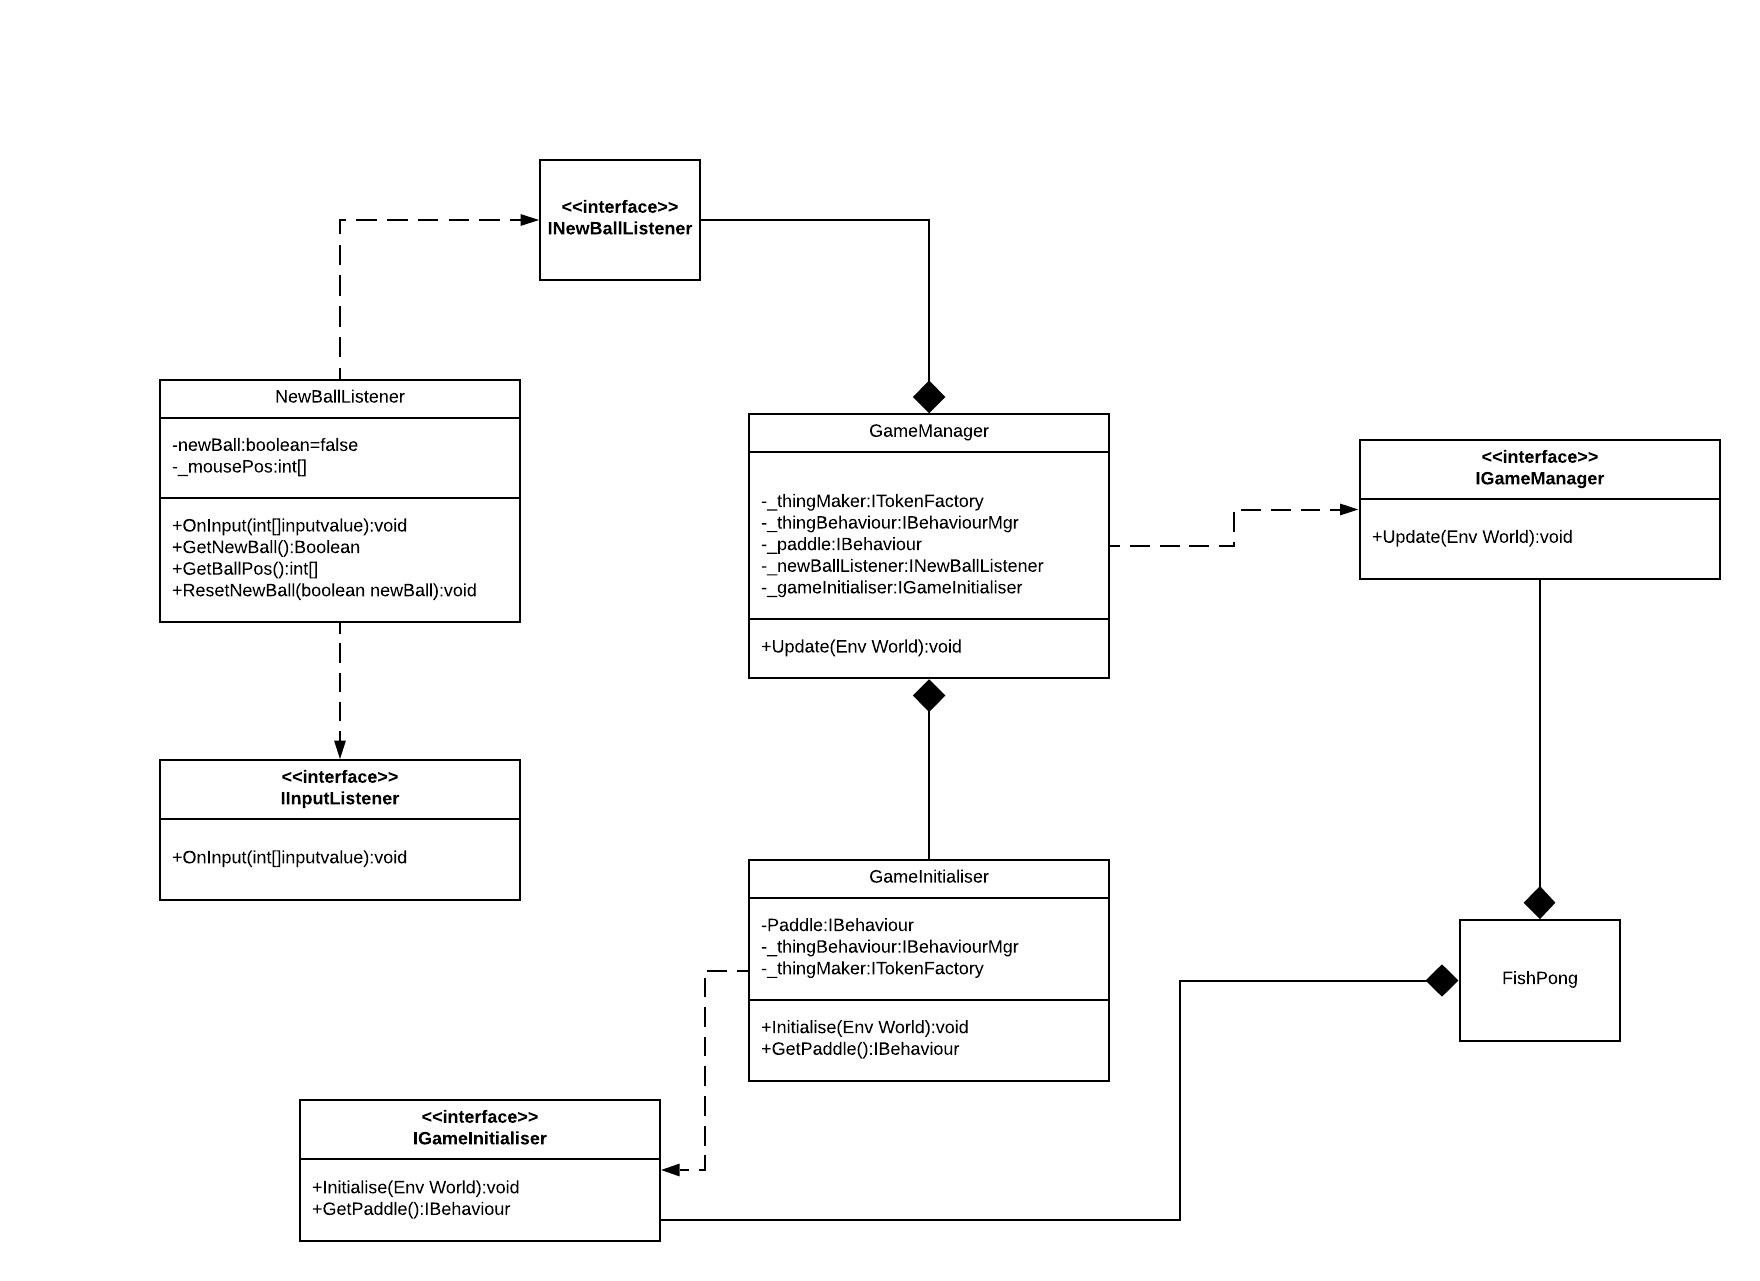 <<interface>>
INewBallListener
NewBallListener
-newBall:boolean=false
-_mousePos:int[]
+OnInput(int[]inputvalue):void
+GetNewBall():Boolean
+GetBallPos():int[]
+ResetNewBall(boolean newBall):void
GameManager
-_thingMaker:ITokenFactory
-_thingBehaviour:IBehaviourMgr
-_paddle:IBehaviour
-_newBallListener:INewBallListener
-_gameInitialiser:IGameInitialiser
+Update(Env World):void
<<interface>>
IGameManager
+Update(Env World):void
<<interface>>
IInputListener
+OnInput(int[]inputvalue):void
GameInitialiser
-Paddle:IBehaviour
-_thingBehaviour:IBehaviourMgr
-_thingMaker:ITokenFactory
+Initialise(Env World):void
+GetPaddle():IBehaviour
FishPong
<<interface>>
IGameInitialiser
+Initialise(Env World):void
+GetPaddle():IBehaviour